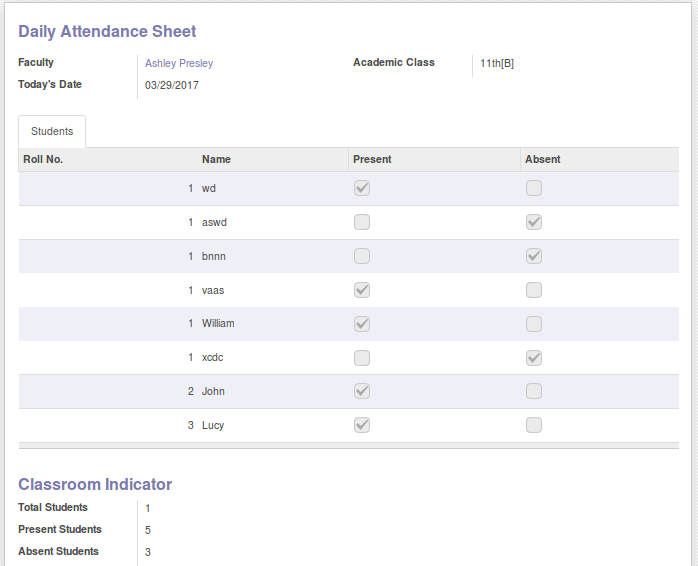 Daily Attendance Sheet
Faculty Ashley Presley Academic Class 11th[B]
Today's Date 03/29/2017
Students
Roll No. Name Present Absent
1 wd
1 aswd
1 bnnn
1 vaas
1 William
1 xcdc
2 John
3 Lucy
Classroom Indicator
Total Students 1
Present Students 5
Absent Students 3